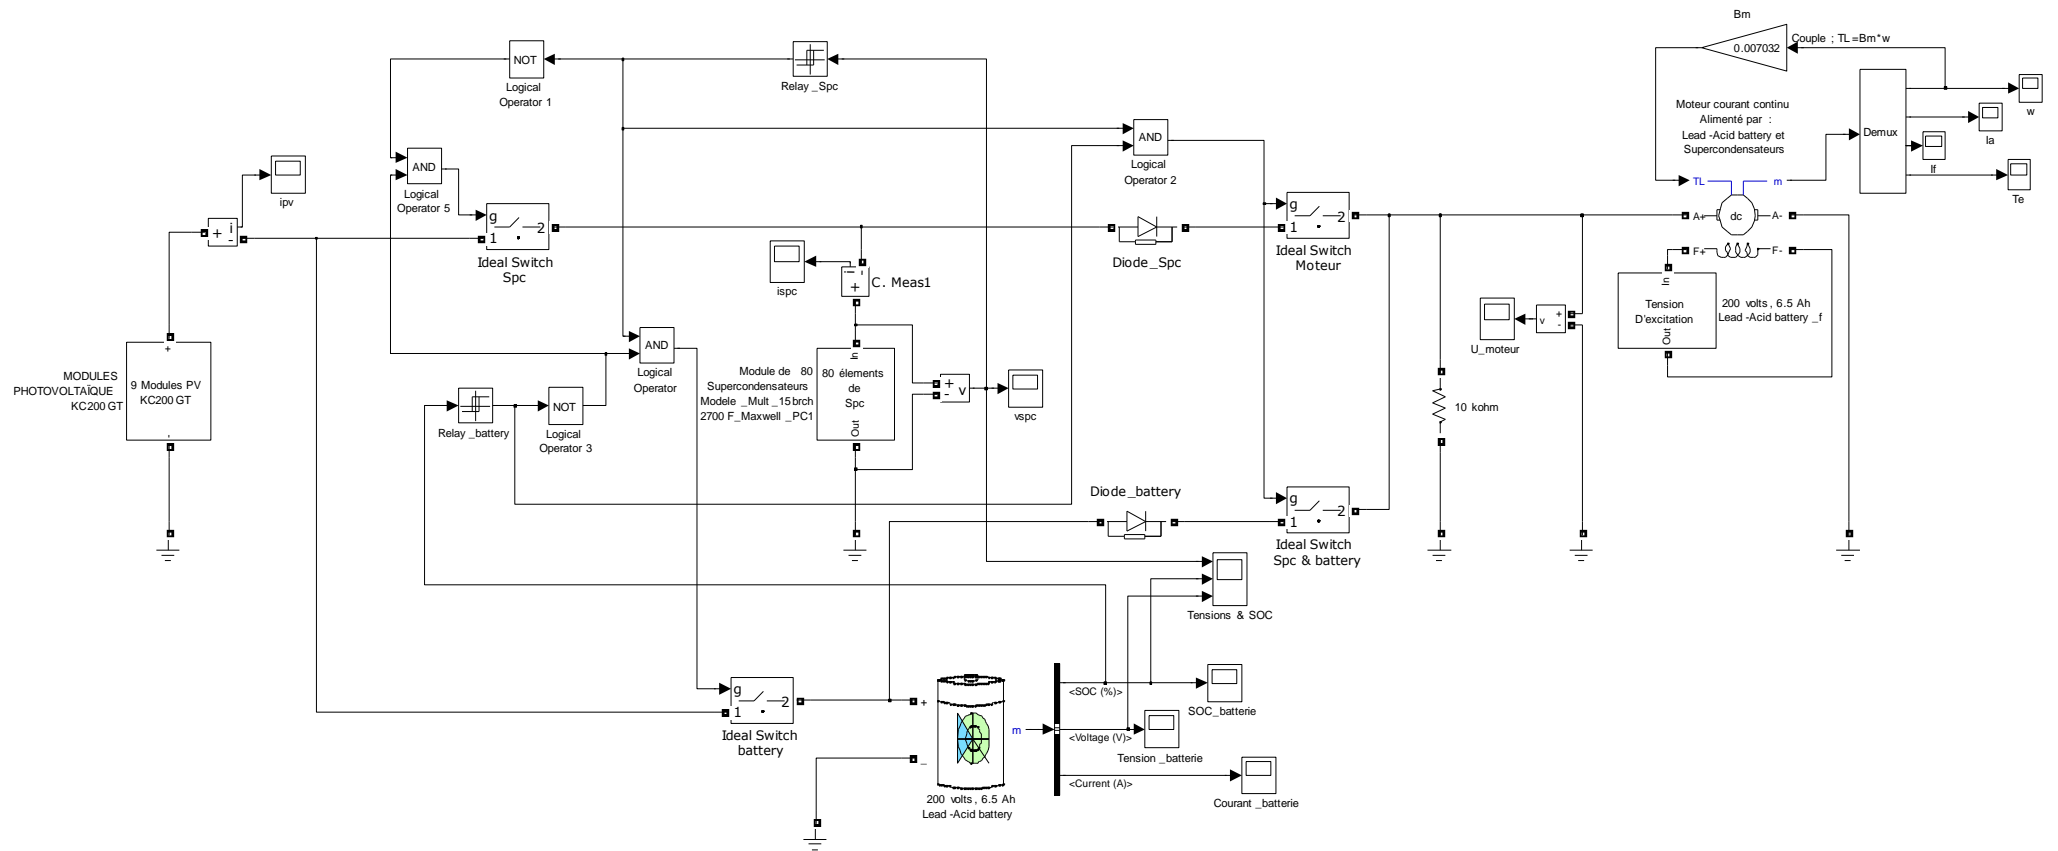 Bm
0.007032
Couple ; TL=Bm*w
NOT
Logical
Operator 1
Relay _Spc
w
Ia
Demux
If
Te
Moteur courant continu
Alimenté par :
Lead -Acid battery et
Supercondensateurs
AND
Logical
Operator 2
AND
Logical
Operator 5
ipv
+
i
-
g
1
2
Ideal Switch
Spc
TL
m
A+
dc
A-
F+
F-
g
1
2
Ideal Switch
Moteur
Diode_Spc
ispc
i
-
+
C. Meas1
In
Tension
D'excitation
Out
200 volts, 6.5 Ah
Lead -Acid battery _f
U_moteur
v
+
-
AND
Logical
Operator
MODULES
PHOTOVOLTAÏQUE
KC200 GT
+
9 Modules PV
KC200 GT
-
Module de 80
Supercondensateurs
Modele _Mult _15brch
2700 F_Maxwell _PC1
In
80 élements
de
Spc
Out
+
-
v
vspc
10 kohm
Relay _battery
NOT
Logical
Operator 3
Diode_battery
g
1
2
Ideal Switch
Spc & battery
Tensions & SOC
g
1
2
Ideal Switch
battery
+
_
m
200 volts, 6.5 Ah
Lead -Acid battery
<SOC (%)>
SOC_batterie
<Voltage (V)>
Tension _batterie
<Current (A)>
Courant _batterie